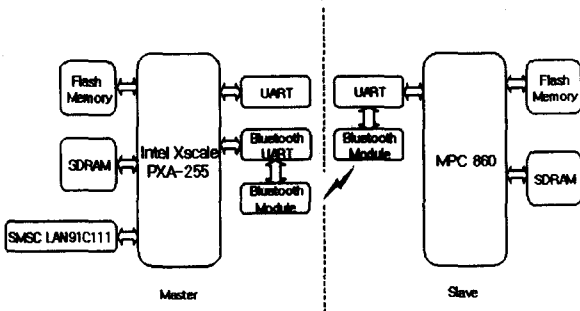 Flash
Memory
SDRAM
SMSC LAN91C111
Intel Xscale
PXA-255
UART
Bluetooth
UART
Bluetooth
Module
Master
UART
Bluetooth
Module
MPC 860
Flash
Memory
SDRAM
Slave